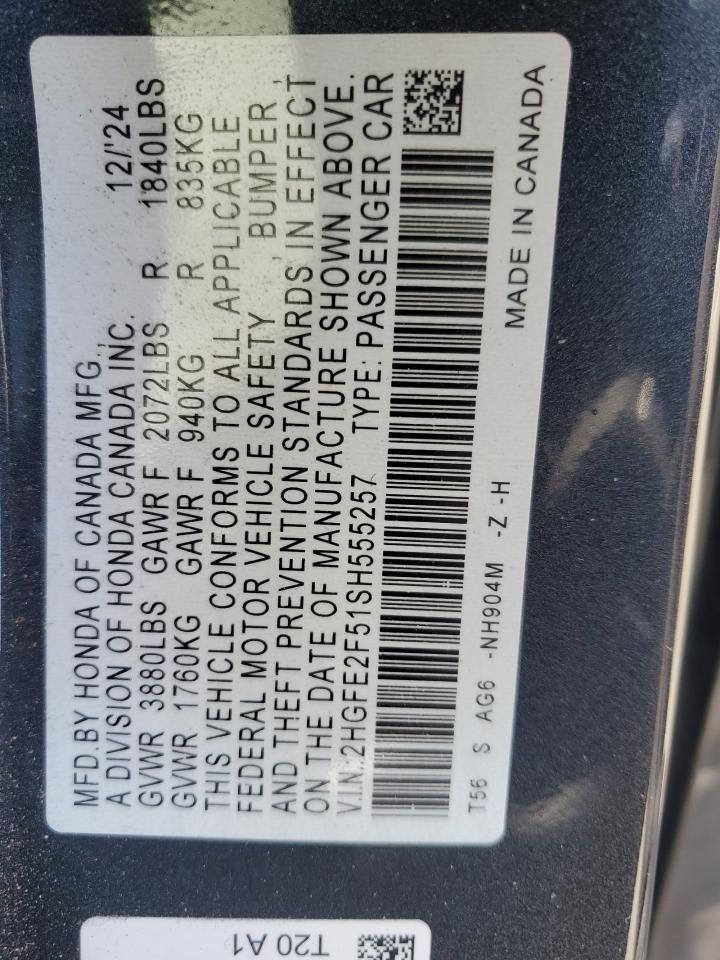 MFD.BY HONDA OF CANADA MFG.,
A DIVISION OF HONDA CANADA INC. 12/'24
GVWR 3880LBS GAWR F 2072LBS R 1840LBS
GVWR 1760KG GAWR F 940KG R 835KG
THIS VEHICLE CONFORMS TO ALL APPLICABLE
FEDERAL MOTOR VEHICLE SAFETY , BUMPER ,
AND THEFT PREVENTION STANDARDS IN EFFECT
ON THE DATE OF MANUFACTURE SHOWN ABOVE.
V.I.N.:2HGFE2F51SH555257 TYPE: PASSENGER CAR
T56 S AG6 -NH904M -Z -H
MADE IN CANADA
T20 A1